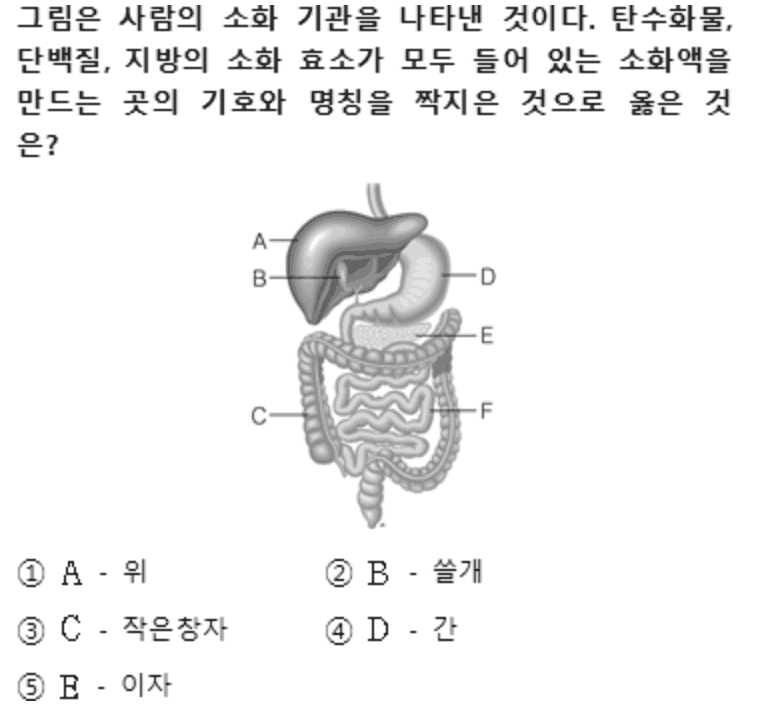 그림은 사람의 소화 기관을 나타낸 것이다. 탄수화물,
단백질, 지방의 소화 효소가 모두 들어 있는 소화액을
만드는 곳의 기호와 명칭을 짝지은 것으로 옳은 것
은?
A
B
D
E
C
F
① A - 위
② B - 쓸개
③ C - 작은창자
④ D - 간
⑤ E - 이자